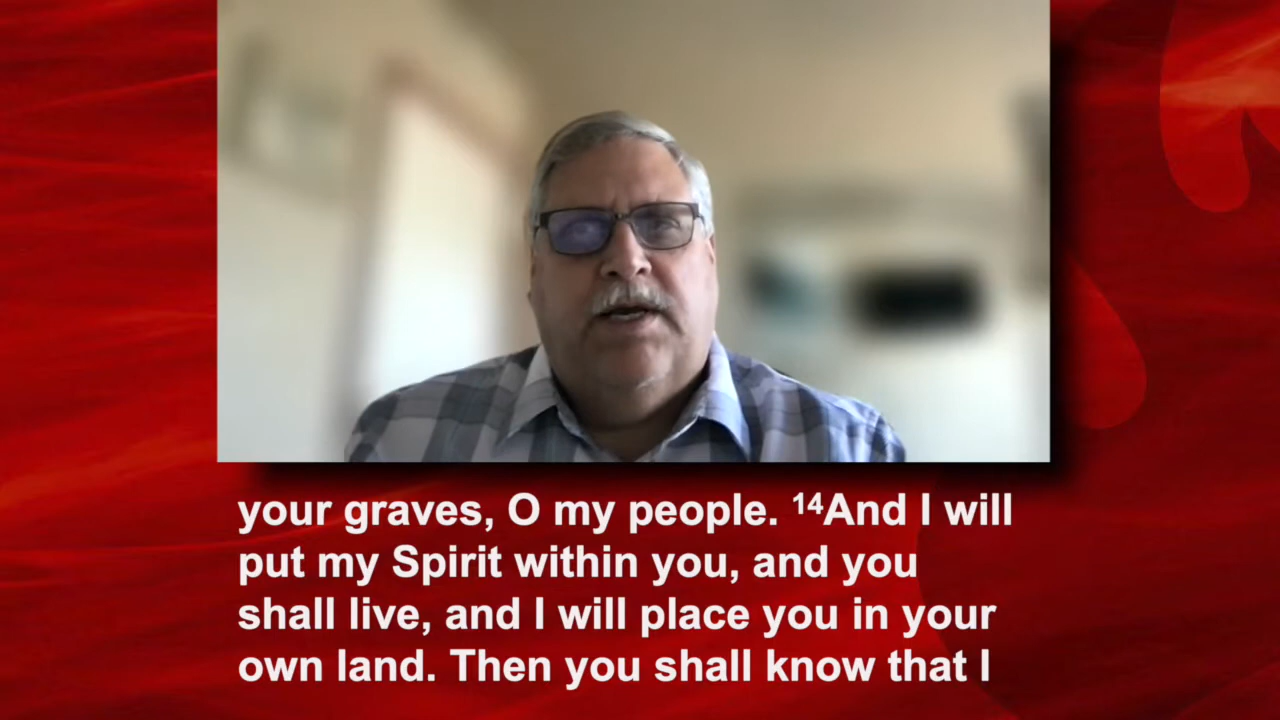 your graves, O my people. ¹⁴And I will
put my Spirit within you, and you
shall live, and I will place you in your
own land. Then you shall know that I